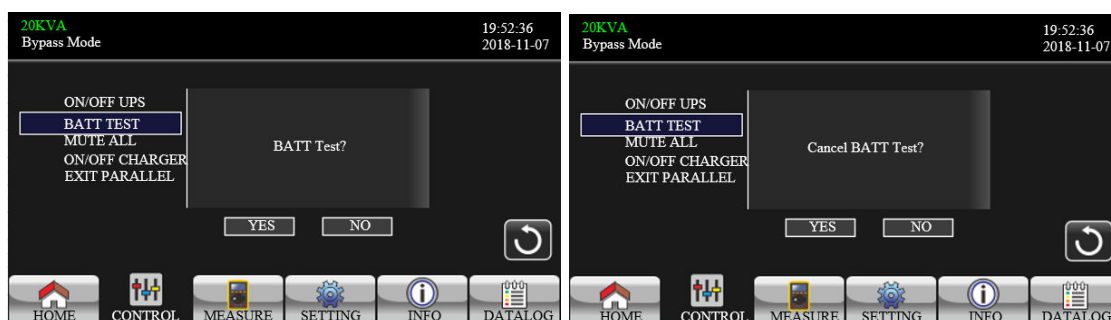 20KVA
Bypass Mode
19:52:36
2018-11-07
ON/OFF UPS
BATT TEST
MUTE ALL
ON/OFF CHARGER
EXIT PARALLEL
BATT Test?
YES NO
HOME CONTROL MEASURE SETTING INFO DATALOG
20KVA
Bypass Mode
19:52:36
2018-11-07
ON/OFF UPS
BATT TEST
MUTE ALL
ON/OFF CHARGER
EXIT PARALLEL
Cancel BATT Test?
YES NO
HOME CONTROL MEASURE SETTING INFO DATALOG